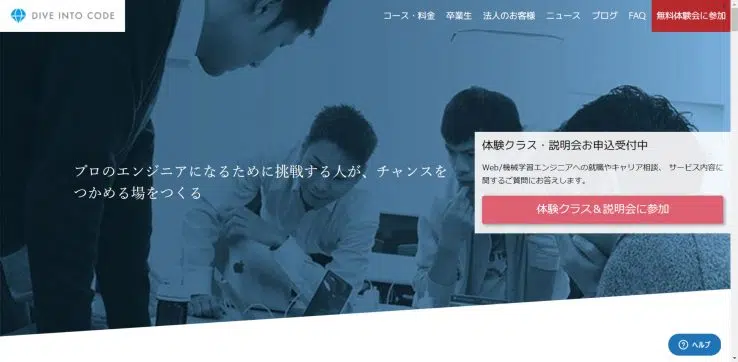 DIVE INTO CODE
コース・料金 卒業生 法人のお客様 ニュース ブログ FAQ 無料体験会に参加
プロのエンジニアになるために挑戦する人が、チャンスを
つかめる場をつくる
体験クラス・説明会お申込受付中
Web/機械学習エンジニアへの就職やキャリア相談、 サービス内容に
関するご質問にお答えします。
体験クラス＆説明会に参加
ヘルプ